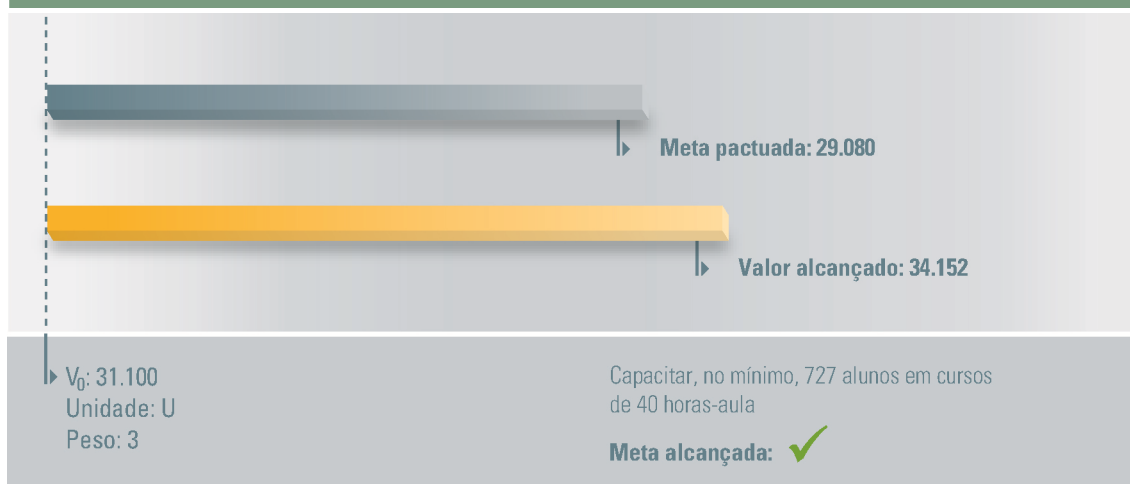 Meta pactuada: 29.080
Valor alcançado: 34.152
V₀: 31.100
Unidade: U
Peso: 3
Capacitar, no mínimo, 727 alunos em cursos
de 40 horas-aula
Meta alcançada: